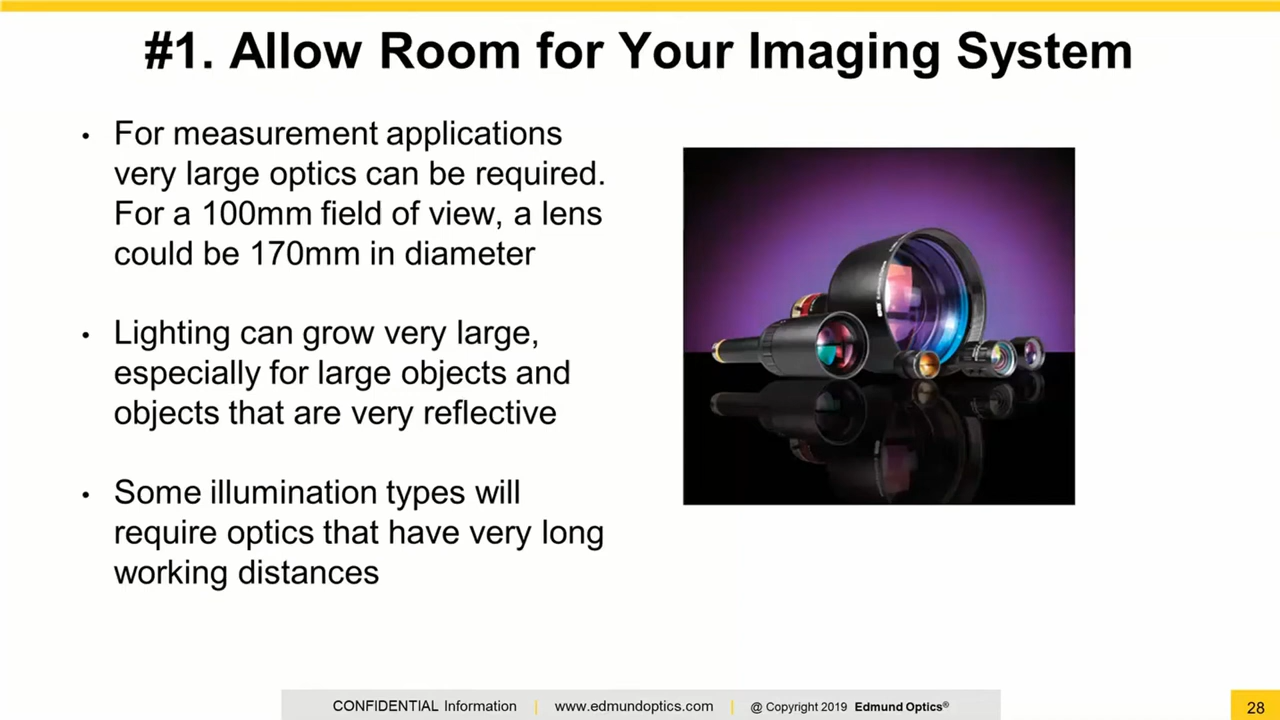 #1. Allow Room for Your Imaging System
• For measurement applications
very large optics can be required.
For a 100mm field of view, a lens
could be 170mm in diameter
• Lighting can grow very large,
especially for large objects and
objects that are very reflective
• Some illumination types will
require optics that have very long
working distances
CONFIDENTIAL Information | www.edmundoptics.com | @ Copyright 2019 Edmund Optics®
28